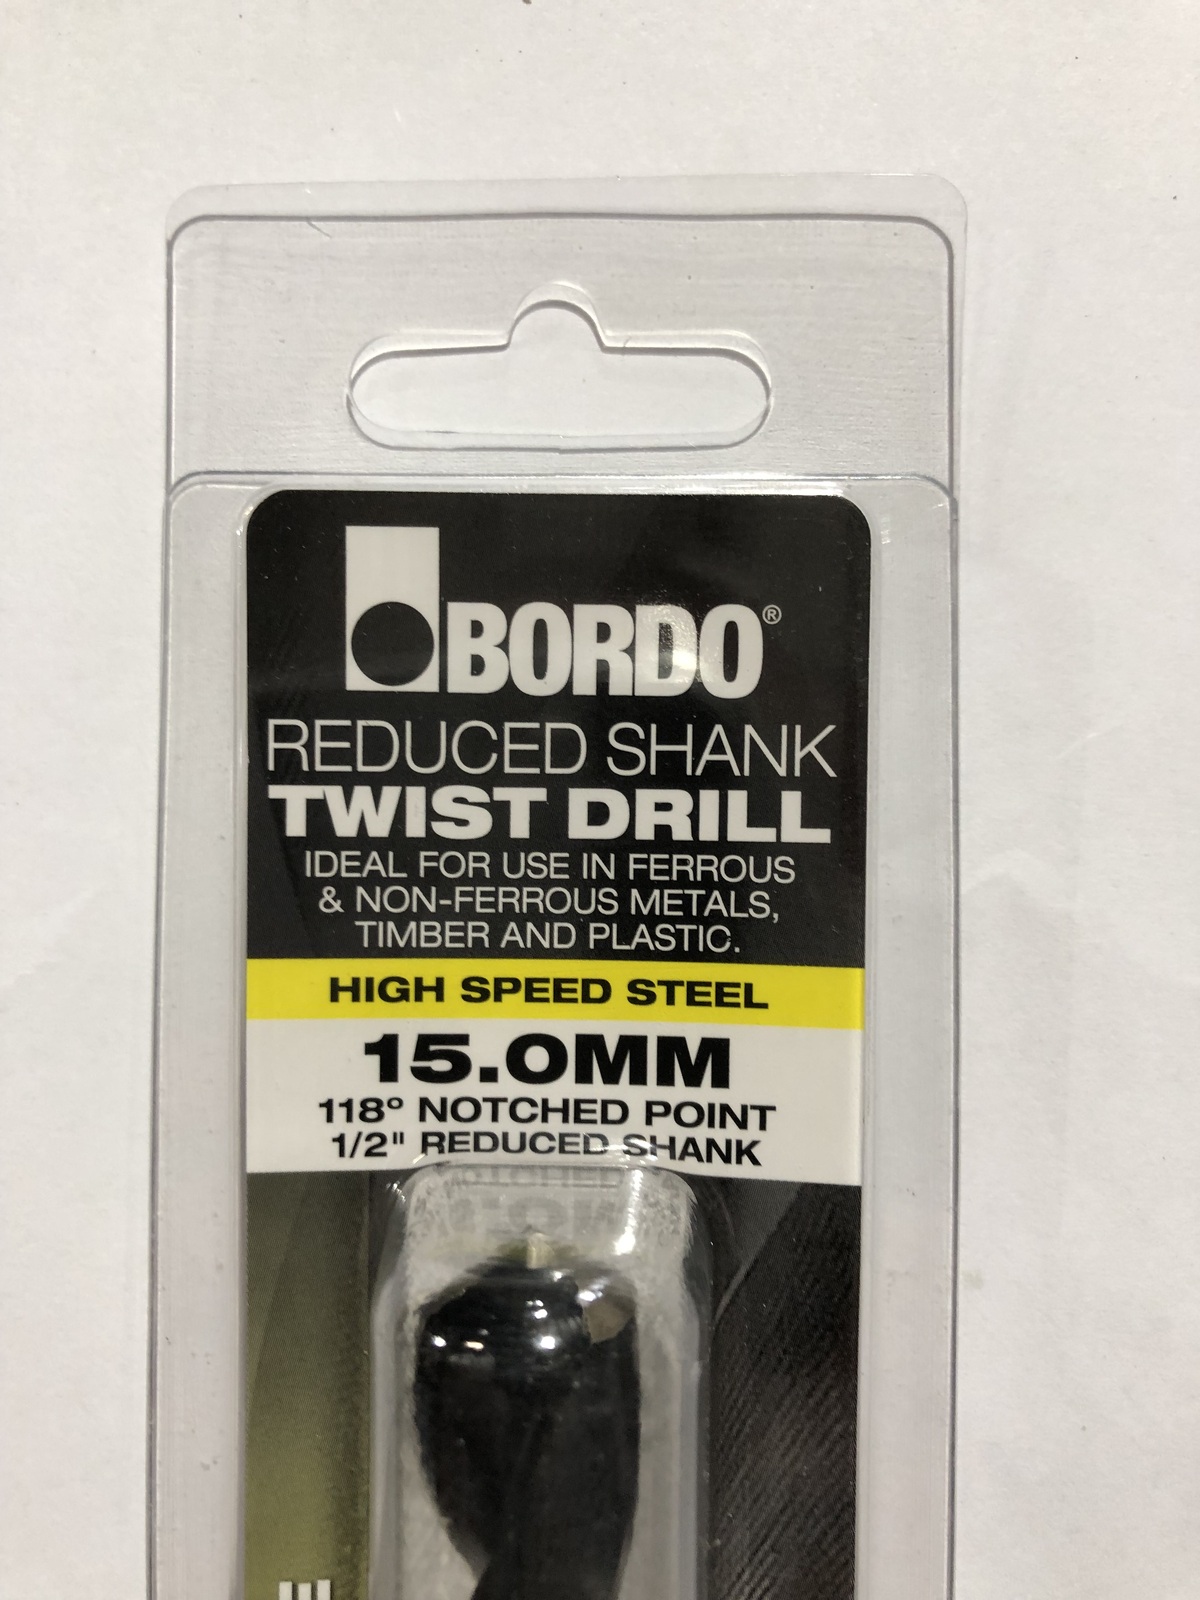 BORDO®
REDUCED SHANK
TWIST DRILL
IDEAL FOR USE IN FERROUS
& NON-FERROUS METALS,
TIMBER AND PLASTIC.
HIGH SPEED STEEL
15.0MM
118° NOTCHED POINT
1/2" REDUCED SHANK